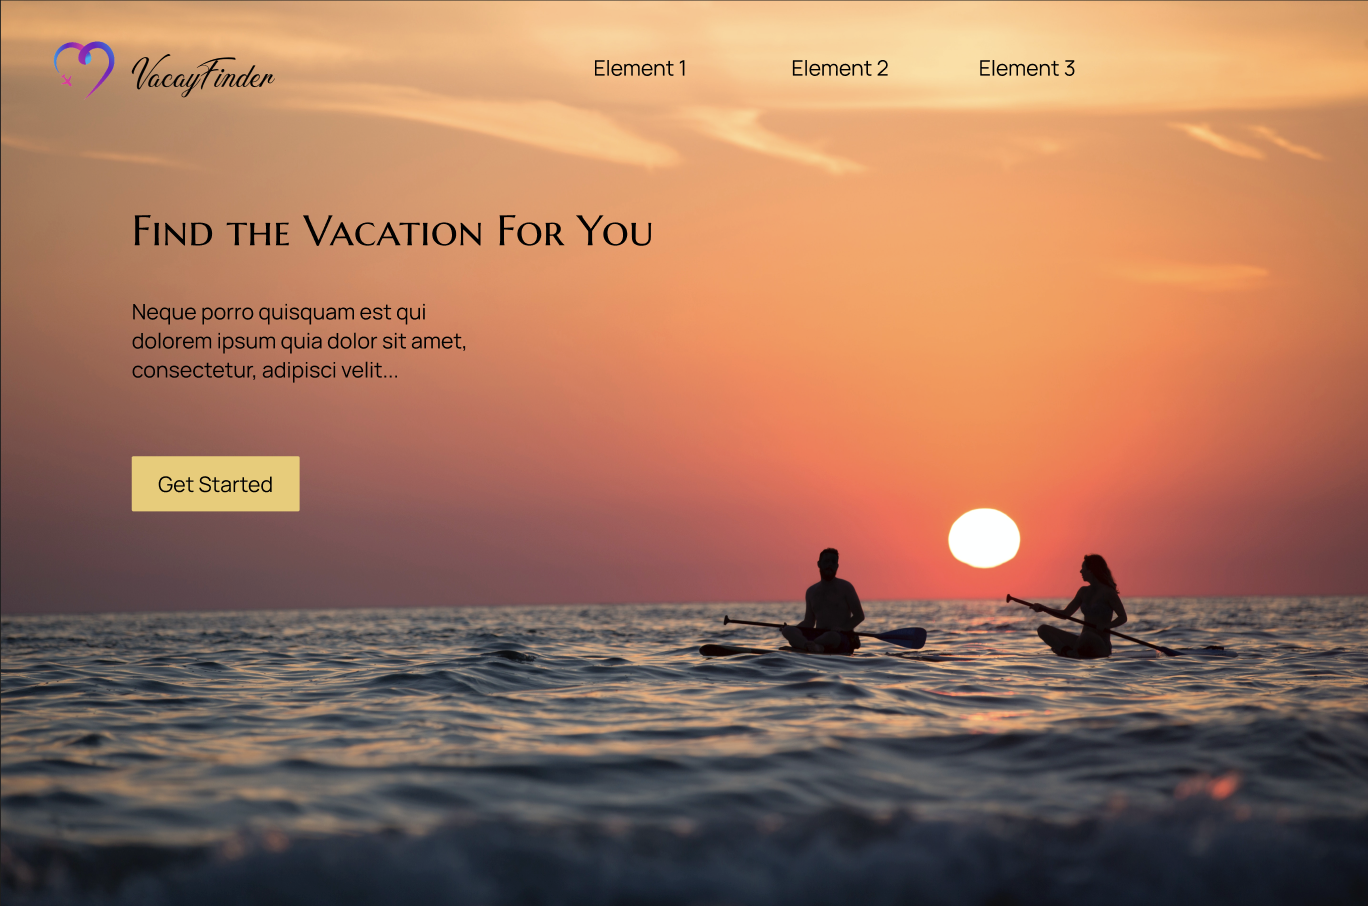 VacayFinder
Element 1
Element 2
Element 3
Find the Vacation For You
Neque porro quisquam est qui
dolorem ipsum quia dolor sit amet,
consectetur, adipisci velit...
Get Started